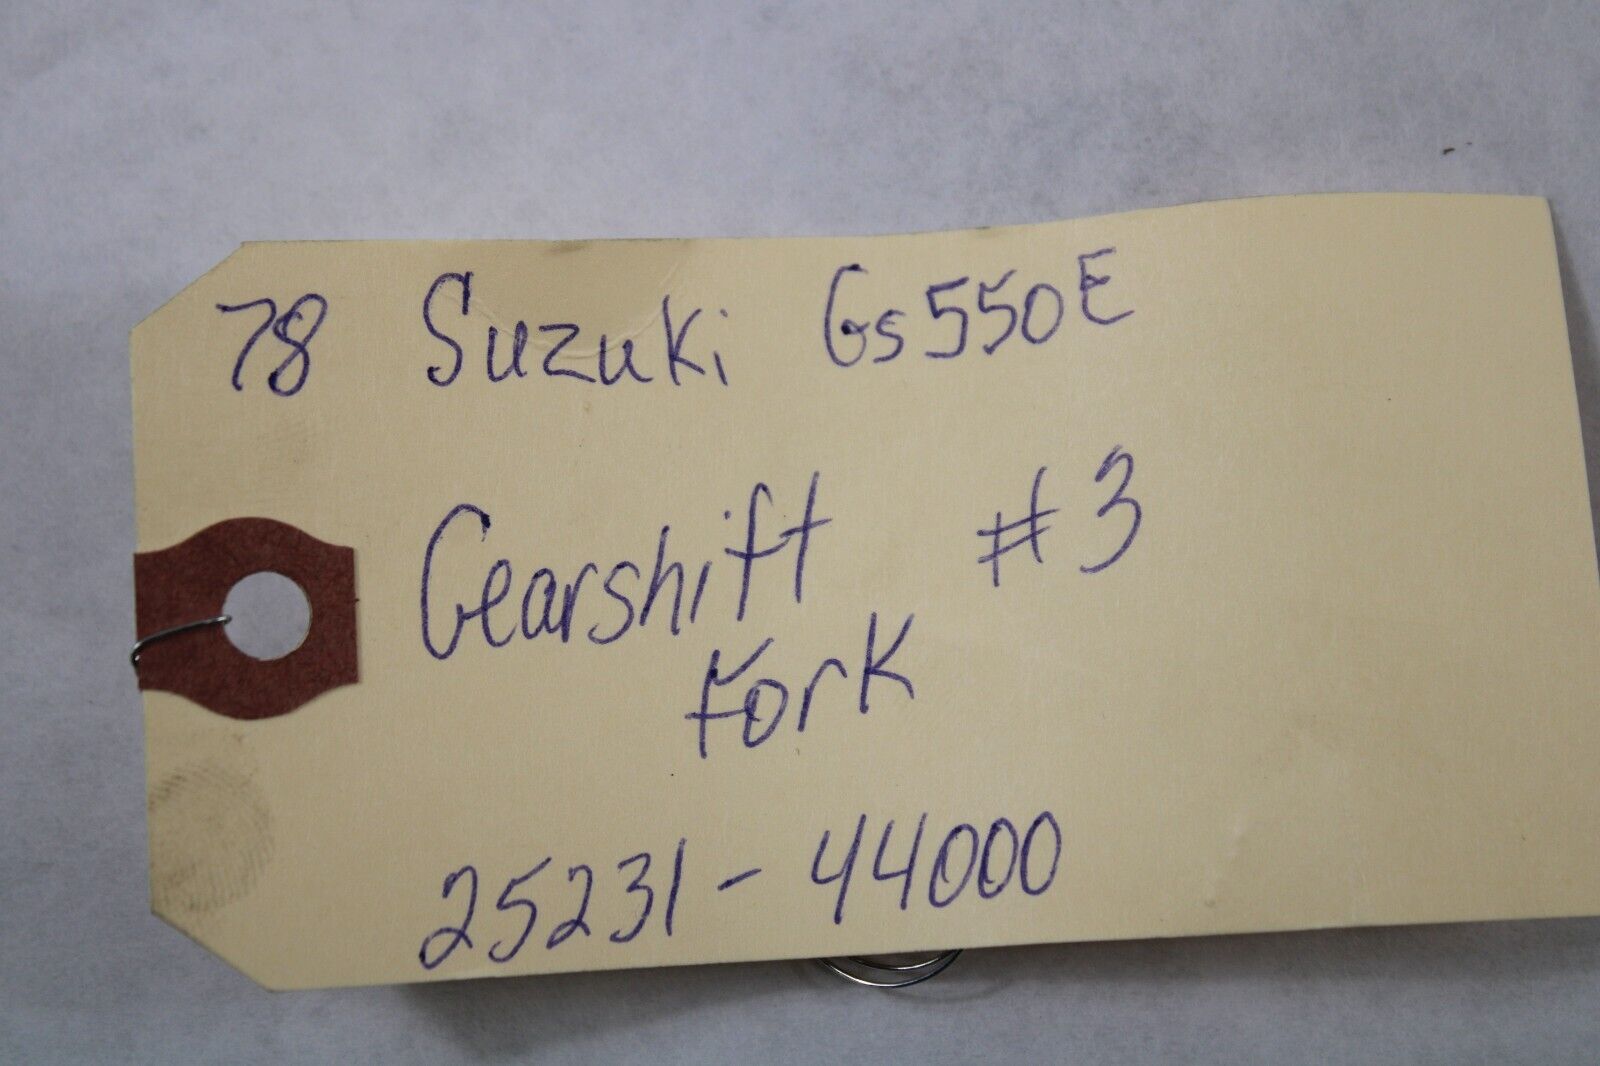 78 Suzuki GS550E
Gearshift #3
Fork
25231-44000